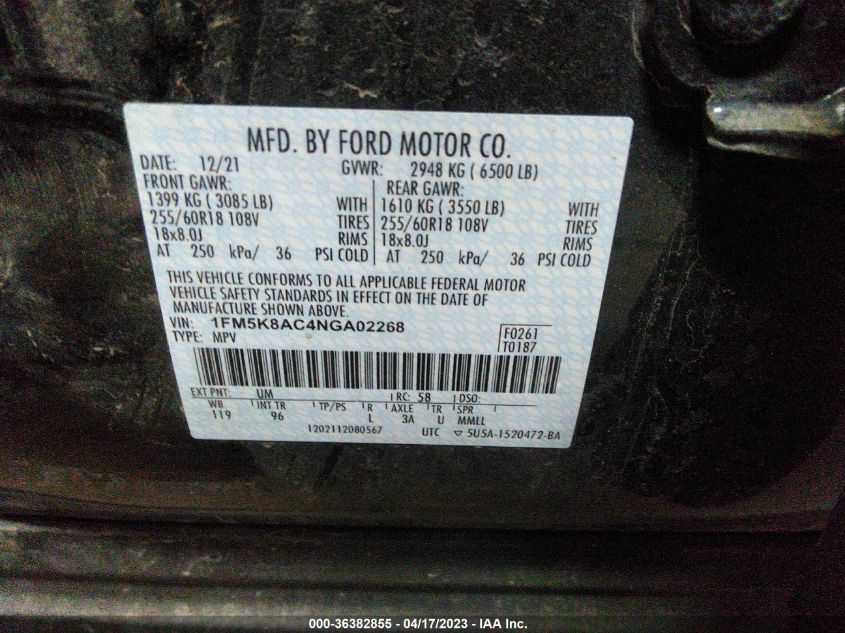 MFD. BY FORD MOTOR CO.
DATE: 12/21 GVWR: 2948 KG ( 6500 LB)
FRONT GAWR: REAR GAWR:
1399 KG ( 3085 LB) WITH 1610 KG ( 3550 LB) WITH
255/60R18 108V TIRES 255/60R18 108V TIRES
18x8.0J RIMS 18x8.0J RIMS
AT 250 kPa/ 36 PSI COLD AT 250 kPa/ 36 PSI COLD
THIS VEHICLE CONFORMS TO ALL APPLICABLE FEDERAL MOTOR
VEHICLE SAFETY STANDARDS IN EFFECT ON THE DATE OF
MANUFACTURE SHOWN ABOVE.
VIN: 1FM5K8AC4NGA02268 F0261
TYPE: MPV T0187
EXT PNT: UM RC: 58 DSO:
WB INT TR TP/PS R AXLE TR SPR
119 96 L 3A U MMLL
1202112080567 UTC ▽ 5U5A-1520472-BA
000-36382855 - 04/17/2023 - © IAA Inc.